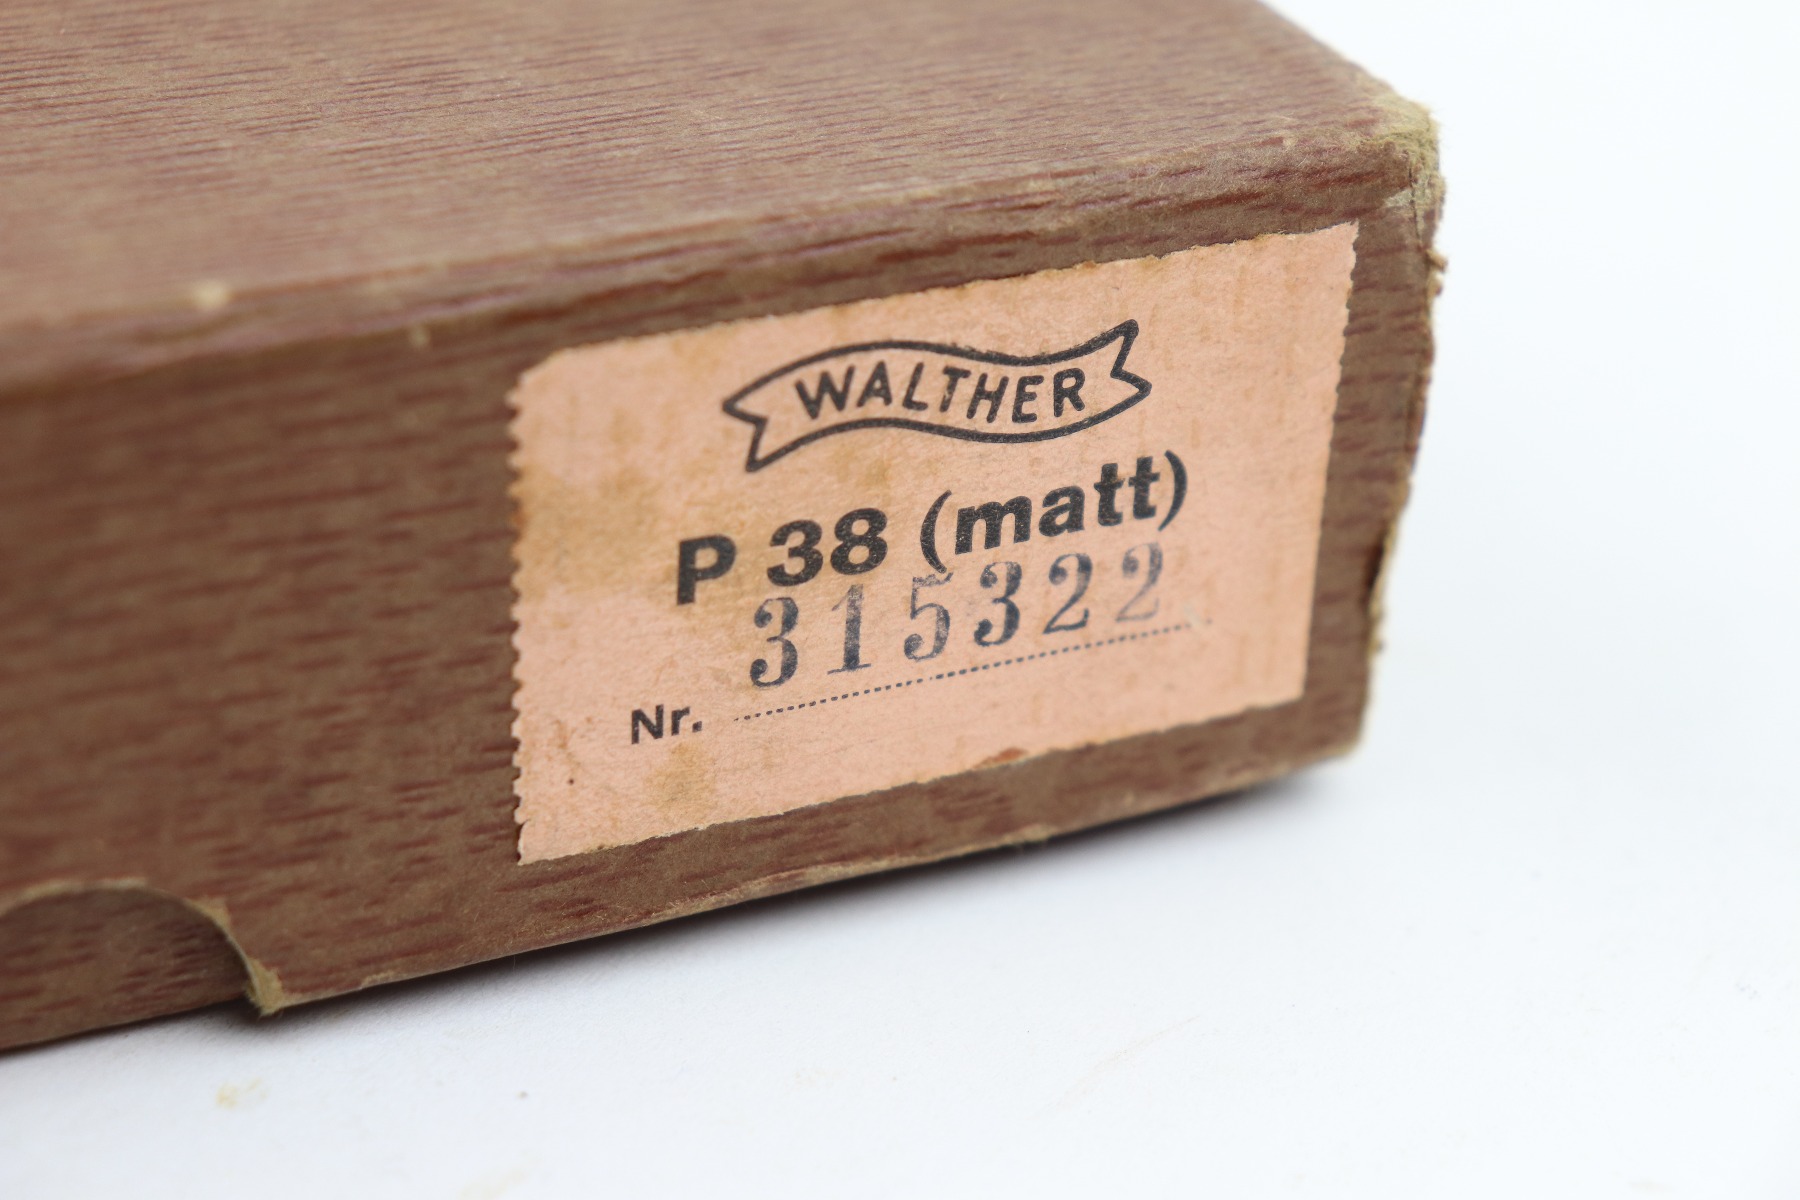 WALTHER
P 38 (matt)
315322
Nr.